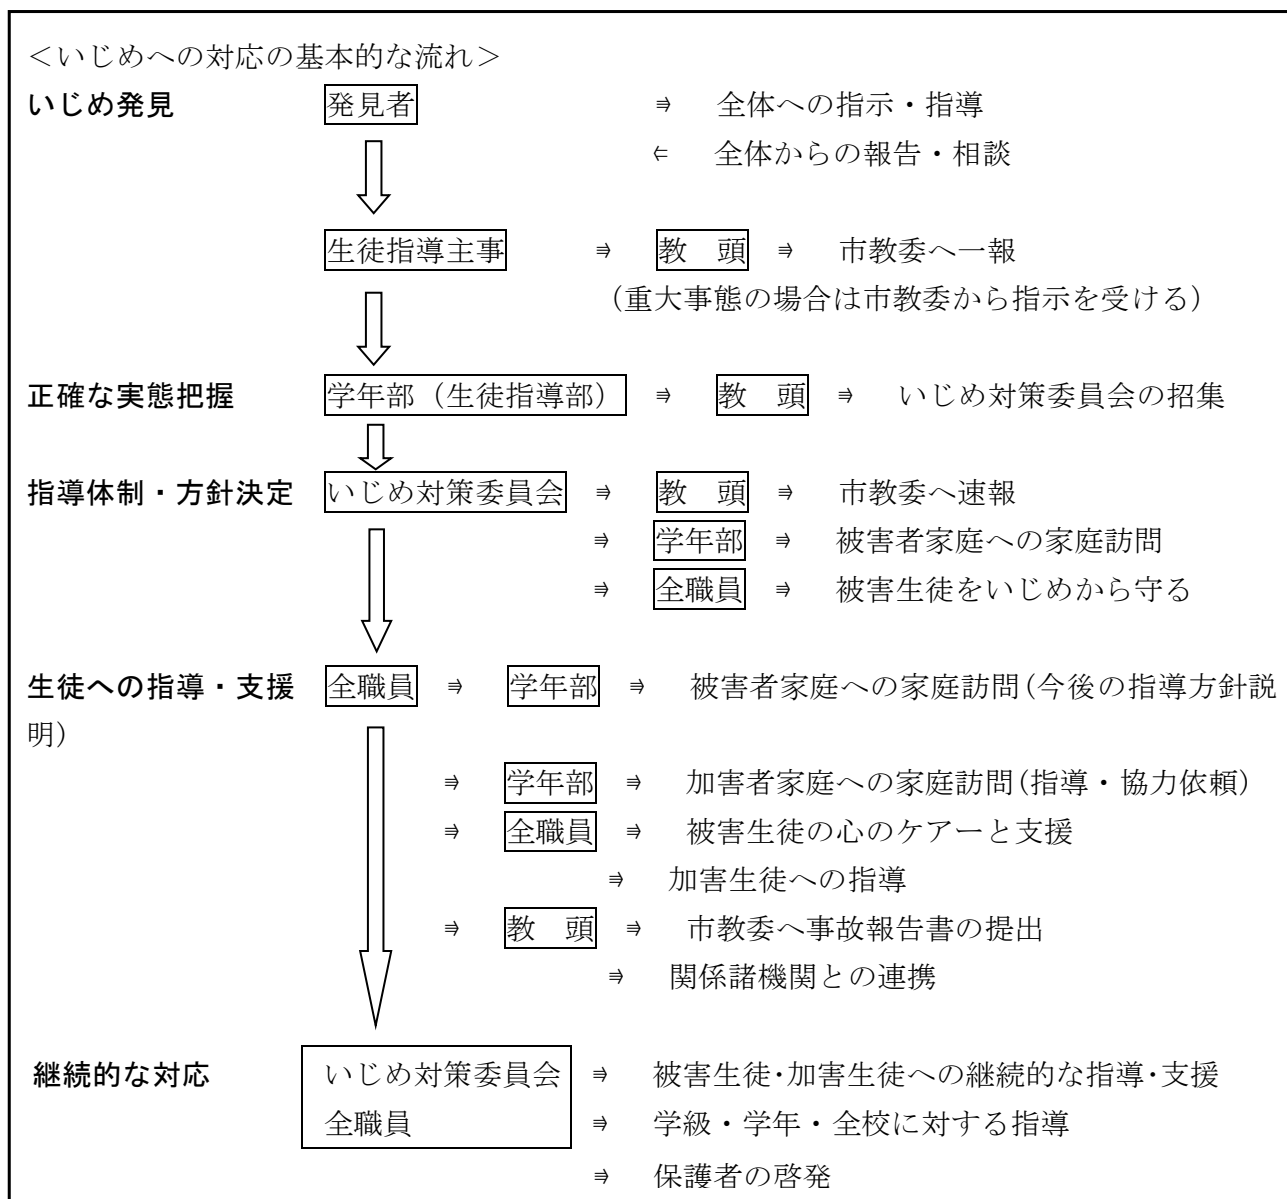 ＜いじめへの対応の基本的な流れ＞
いじめ発見 発見者 ⇛ 全体への指示・指導
⇚ 全体からの報告・相談
生徒指導主事 ⇛ 教　頭 ⇛ 市教委へ一報
（重大事態の場合は市教委から指示を受ける）
正確な実態把握 学年部（生徒指導部） ⇛ 教　頭 ⇛ いじめ対策委員会の招集
指導体制・方針決定 いじめ対策委員会 ⇛ 教　頭 ⇛ 市教委へ速報
⇛ 学年部 ⇛ 被害者家庭への家庭訪問
⇛ 全職員 ⇛ 被害生徒をいじめから守る
生徒への指導・支援 全職員 ⇛ 学年部 ⇛ 被害者家庭への家庭訪問(今後の指導方針説
明)
⇛ 学年部 ⇛ 加害者家庭への家庭訪問(指導・協力依頼)
⇛ 全職員 ⇛ 被害生徒の心のケアーと支援
⇛ 加害生徒への指導
⇛ 教　頭 ⇛ 市教委へ事故報告書の提出
⇛ 関係諸機関との連携
継続的な対応 いじめ対策委員会 ⇛ 被害生徒･加害生徒への継続的な指導･支援
全職員 ⇛ 学級・学年・全校に対する指導
⇛ 保護者の啓発